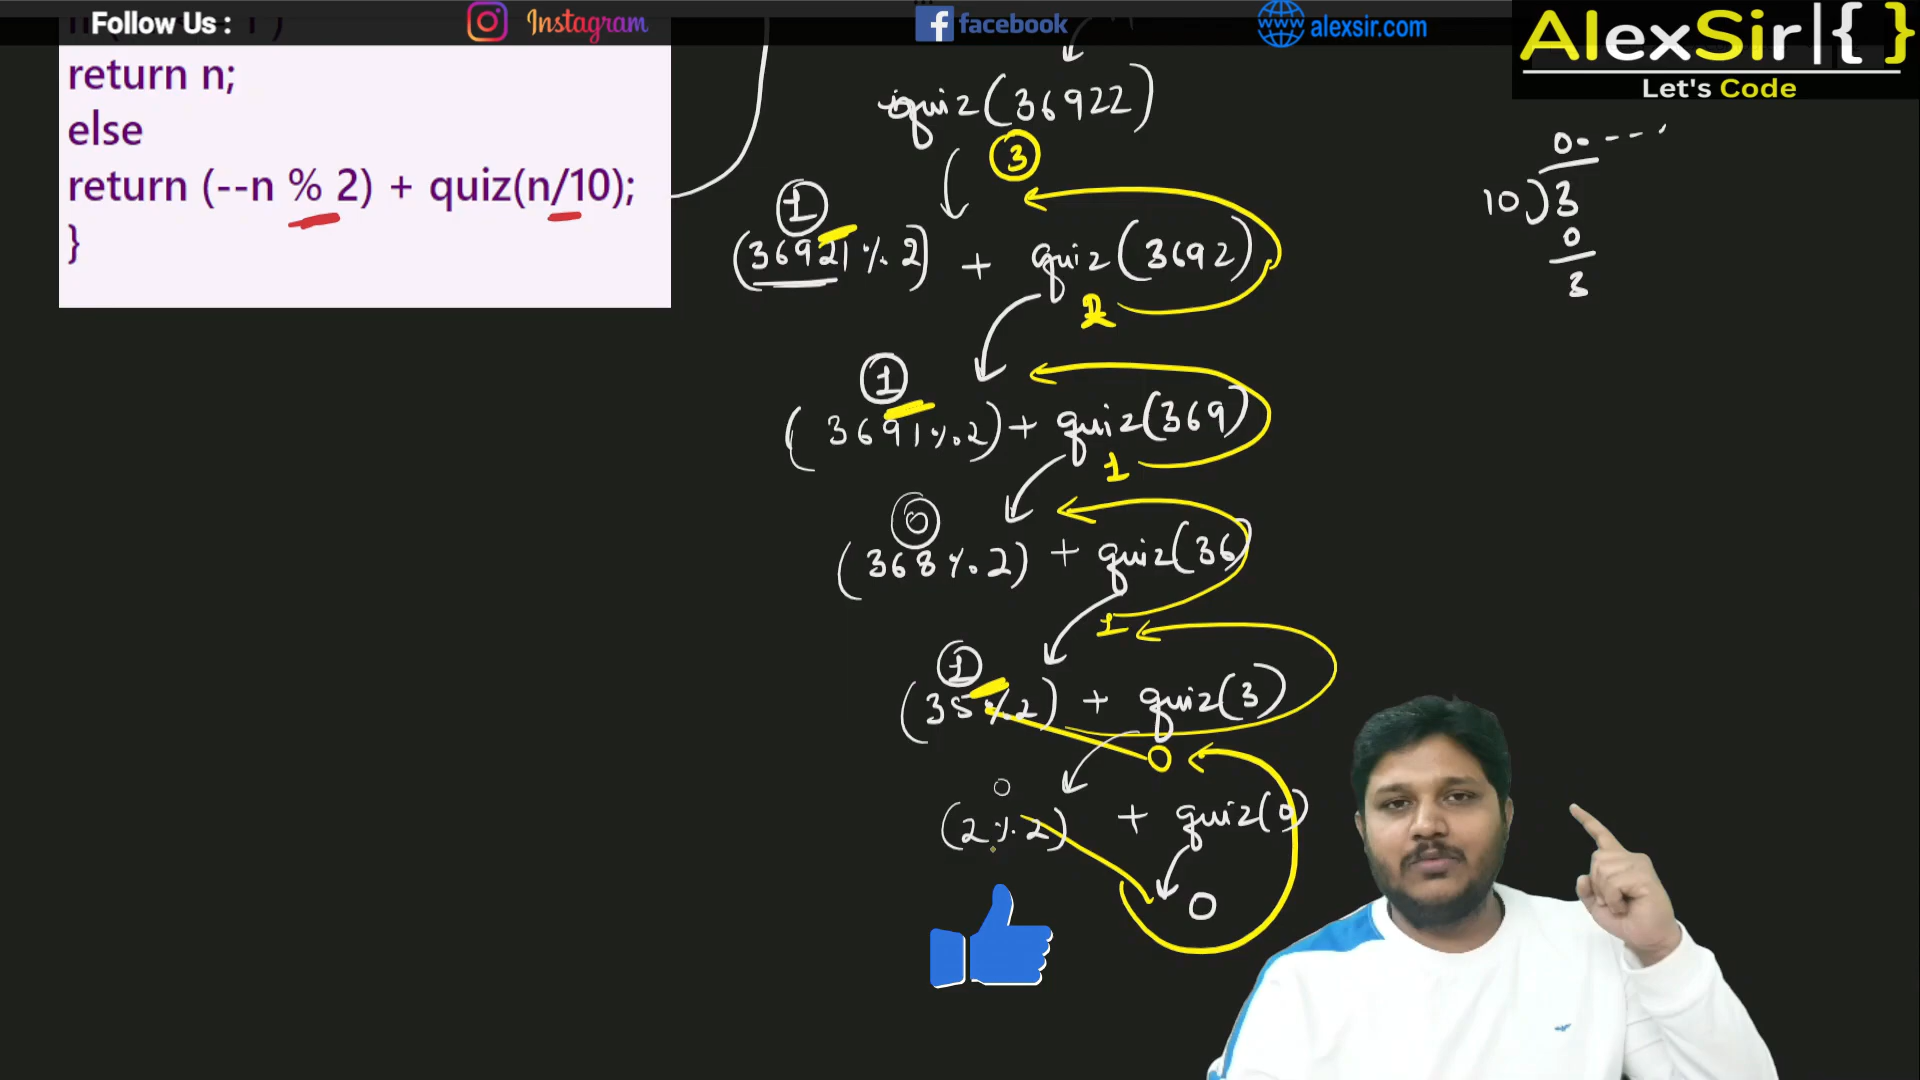 Follow Us :
Instagram
facebook
alexsir.com
AlexSir|{ }
Let's Code
return n;
else
return (--n % 2) + quiz(n/10);
}
quiz(36922)
3
1
(36921%2) + quiz(3692)
2
1
(3691%2) + quiz(369)
1
0
(368%2) + quiz(36)
1
1
(35%2) + quiz(3)
0
0
(2%2) + quiz(0)
0
0. - - - -
10)3
0
3